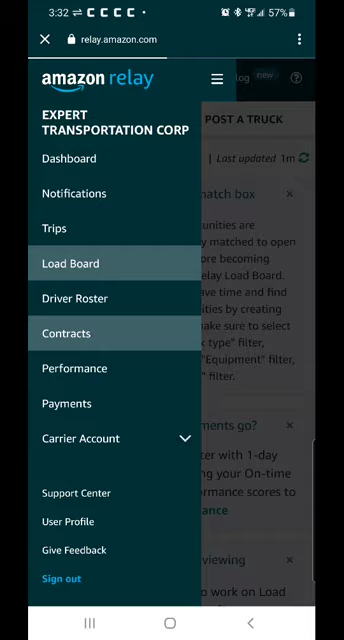 3:32
57%
relay.amazon.com
amazon relay
log
new
EXPERT
TRANSPORTATION CORP
POST A TRUCK
Dashboard
| Last updated 1m
Notifications
match box
Trips
unities are
matched to open
Load Board
ore becoming
elay Load Board.
ave time and find
Driver Roster
ities by creating
make sure to select
Contracts
k type" filter,
"Equipment" filter,
Performance
" filter.
Payments
ments go?
Carrier Account
ter with 1-day
ng your On-time
ormance scores to
Support Center
ance
User Profile
Give Feedback
viewing
Sign out
to work on Load